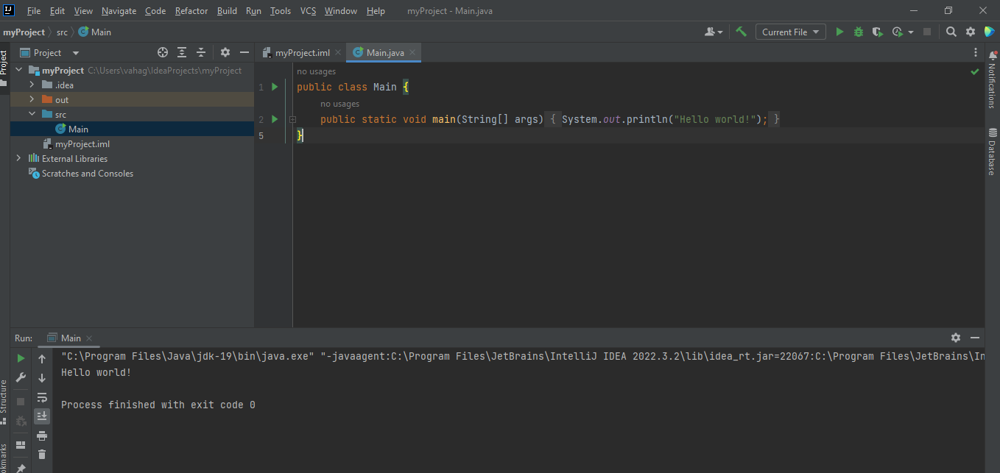 IJ File Edit View Navigate Code Refactor Build Run Tools VCS Window Help myProject - Main.java
myProject src Main Current File
Project
myProject.iml Main.java
Project
myProject C:\Users\vahag\IdeaProjects\myProject
.idea
out
src
Main
myProject.iml
External Libraries
Scratches and Consoles
no usages
1 public class Main {
no usages
2 public static void main(String[] args) { System.out.println("Hello world!"); }
5 }
Notifications
Database
Run: Main
"C:\Program Files\Java\jdk-19\bin\java.exe" "-javaagent:C:\Program Files\JetBrains\IntelliJ IDEA 2022.3.2\lib\idea_rt.jar=22067:C:\Program Files\JetBrains\In
Hello world!
Process finished with exit code 0
Structure